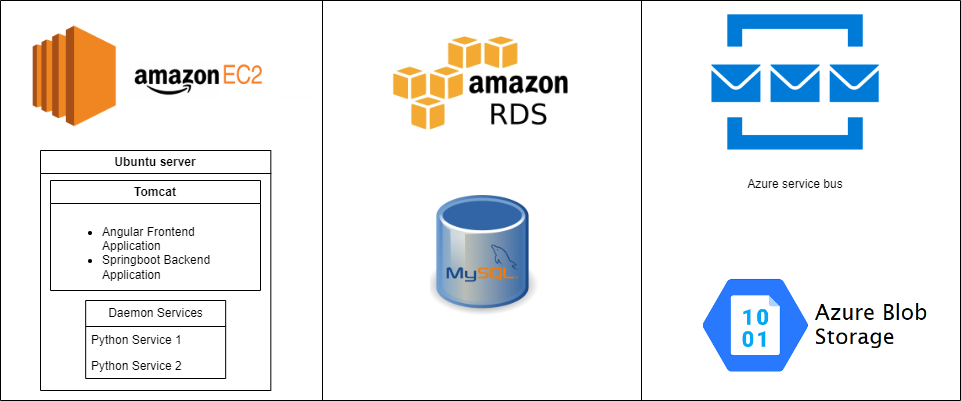 amazon EC2
Ubuntu server
Tomcat
Angular Frontend
Application
Springboot Backend
Application
Daemon Services
Python Service 1
Python Service 2
amazon
RDS
MySQL
Azure service bus
10
01
Azure Blob
Storage